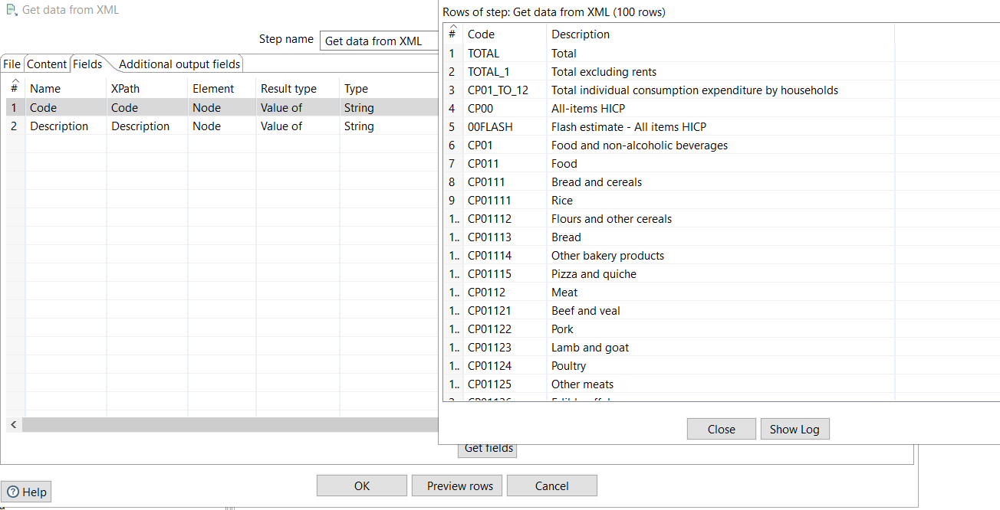 Get data from XML
Step name Get data from XML
File Content Fields Additional output fields
# Name XPath Element Result type Type
1 Code Code Node Value of String
2 Description Description Node Value of String
Get fields
Help OK Preview rows Cancel
Rows of step: Get data from XML (100 rows)
# Code Description
1 TOTAL Total
2 TOTAL_1 Total excluding rents
3 CP01_TO_12 Total individual consumption expenditure by households
4 CP00 All-items HICP
5 00FLASH Flash estimate - All items HICP
6 CP01 Food and non-alcoholic beverages
7 CP011 Food
8 CP0111 Bread and cereals
9 CP01111 Rice
1.. CP01112 Flours and other cereals
1.. CP01113 Bread
1.. CP01114 Other bakery products
1.. CP01115 Pizza and quiche
1.. CP0112 Meat
1.. CP01121 Beef and veal
1.. CP01122 Pork
1.. CP01123 Lamb and goat
1.. CP01124 Poultry
1.. CP01125 Other meats
Close Show Log